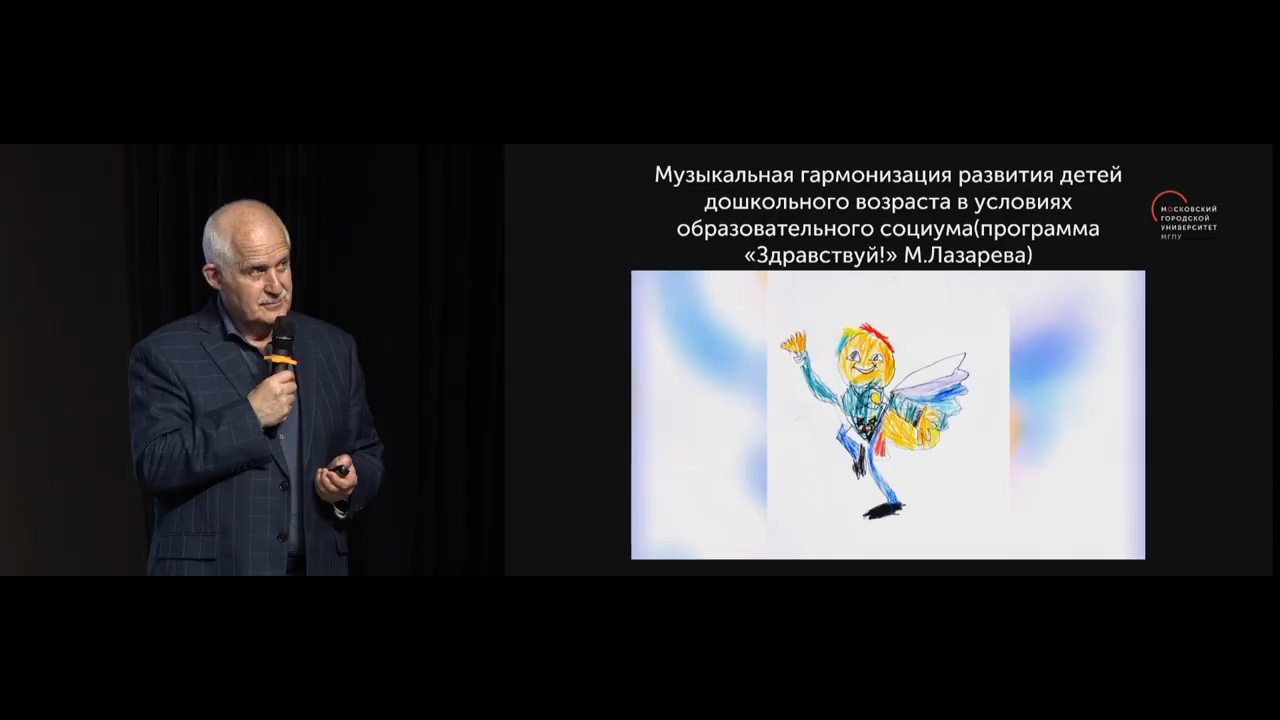 Музыкальная гармонизация развития детей
дошкольного возраста в условиях
образовательного социума(программа
«Здравствуй!» М.Лазарева)
МОСКОВСКИЙ
ГОРОДСКОЙ
УНИВЕРСИТЕТ
МГПУ